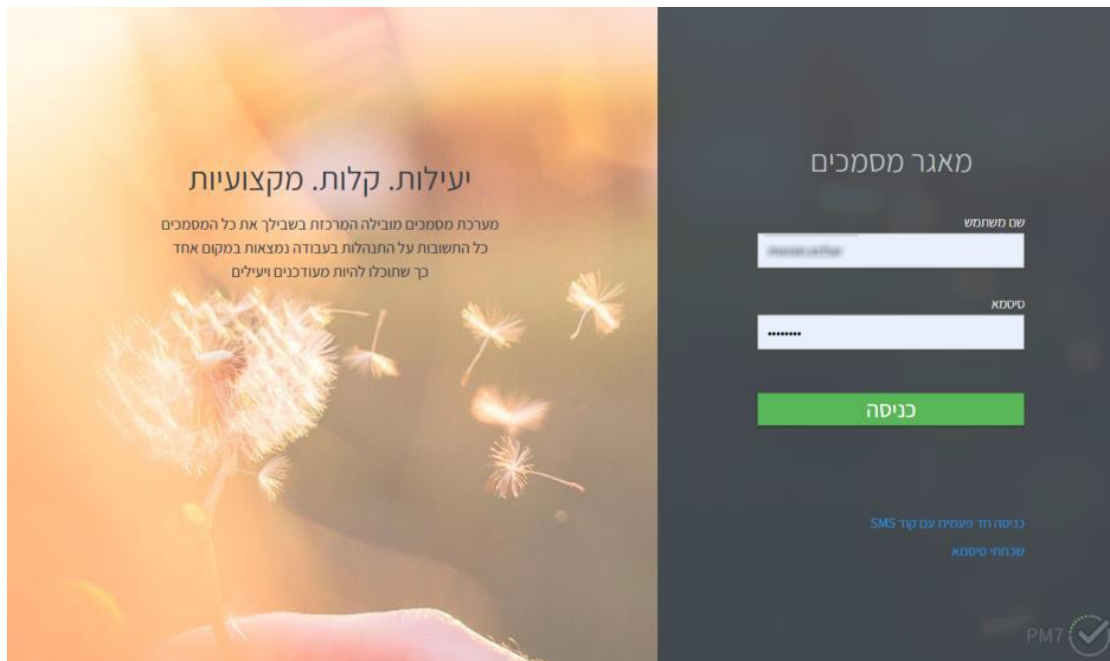 מאגר מסמכים
שם משתמש
סיסמא
כניסה
כניסה חד פעמית עם קוד SMS
שכחתי סיסמא
PM7
יעילות. קלות. מקצועיות
מערכת מסמכים מובילה המרכזת בשבילך את כל המסמכים
כל התשובות על התנהלות בעבודה נמצאות במקום אחד
כך שתוכלו להיות מעודכנים ויעילים